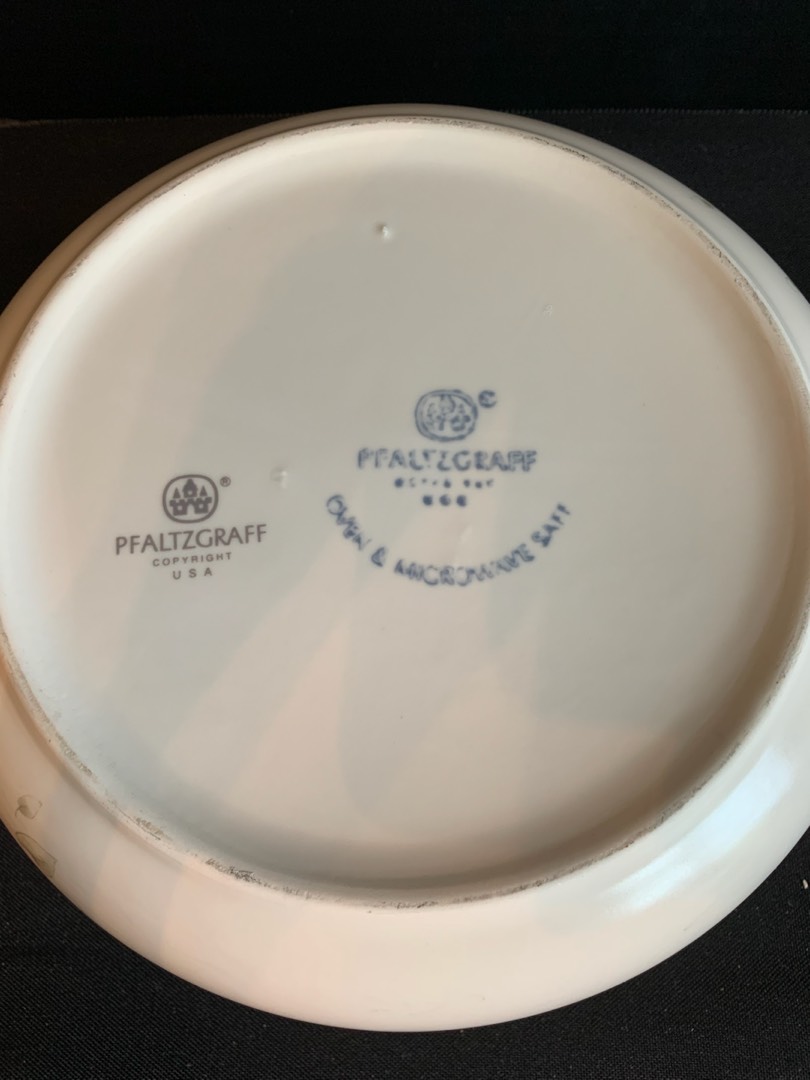 ®
PFALTZGRAFF
COPYRIGHT
USA
©
PFALTZGRAFF
OVEN & MICROWAVE SAFE